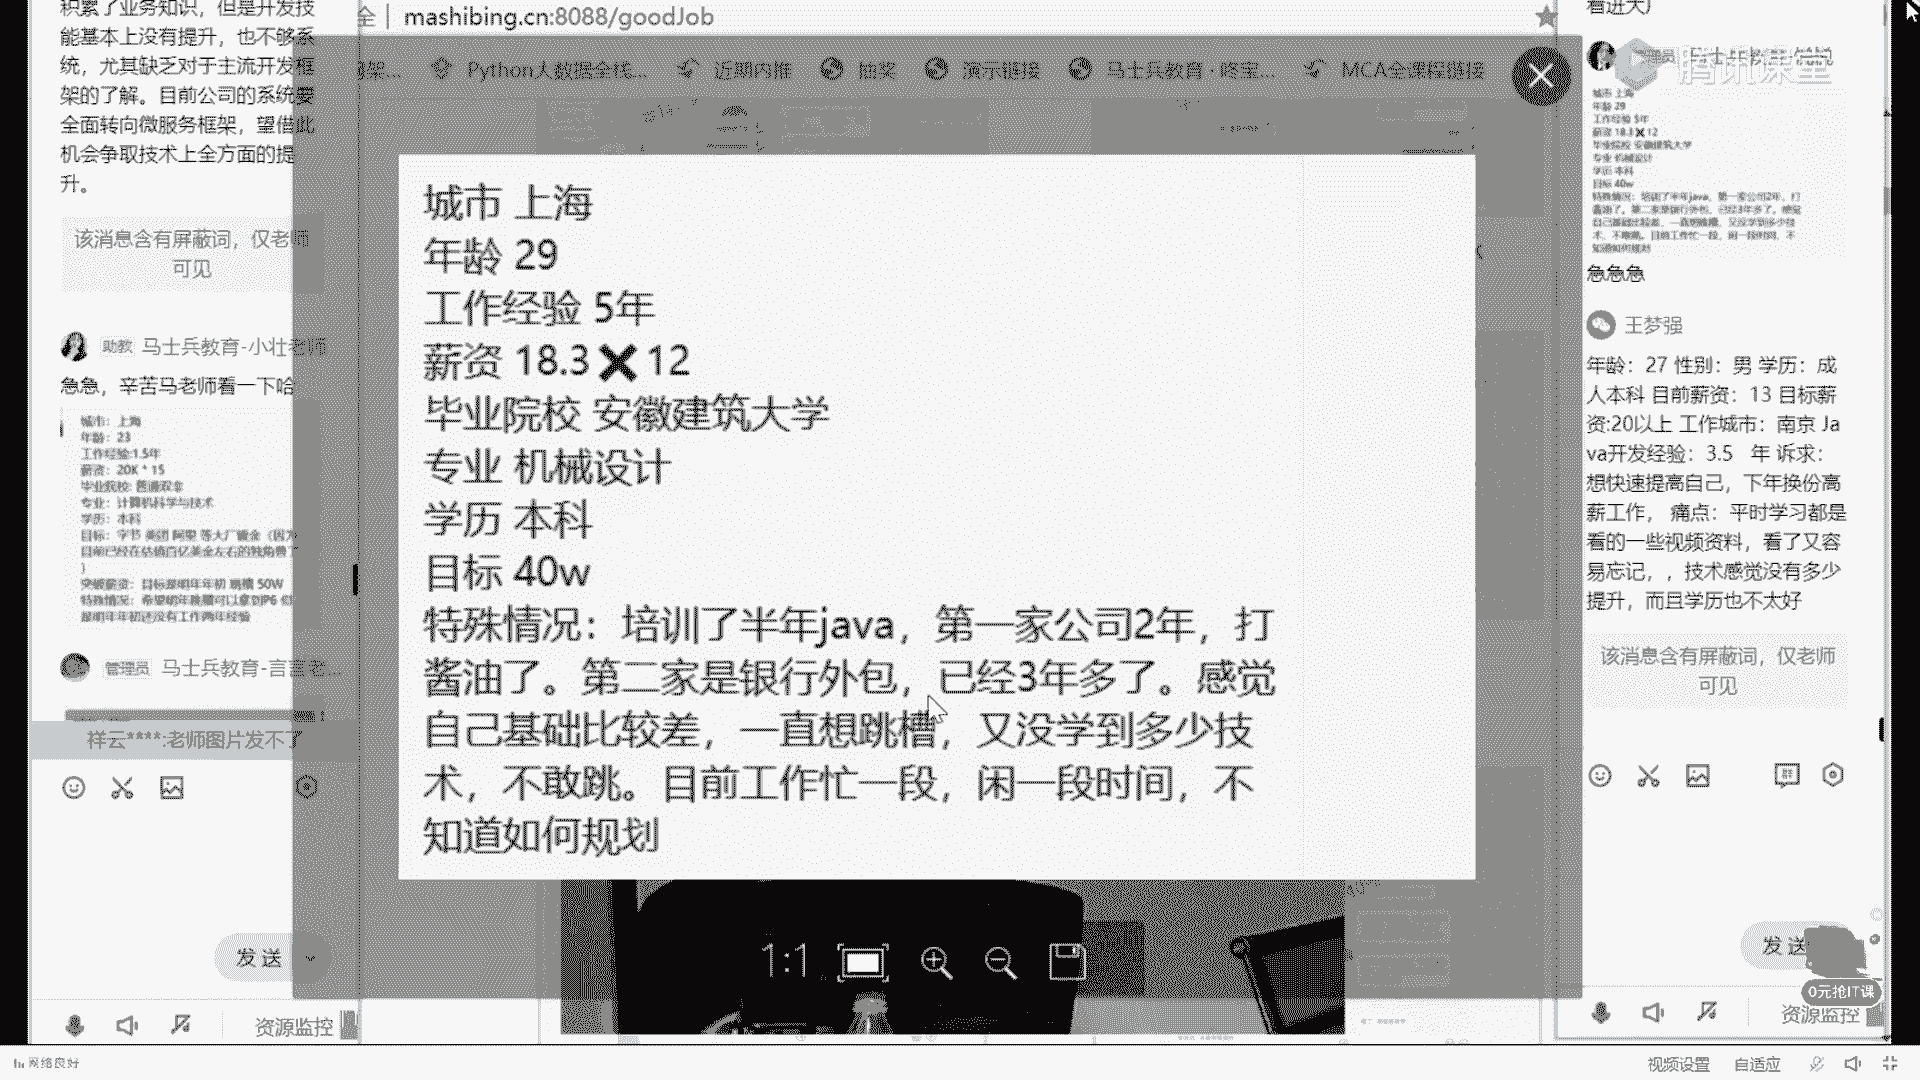 积累了业务知识，但是开发技
能基本上没有提升，也不够系
统，尤其缺乏对于主流开发框
架的了解。目前公司的系统要
全面转向微服务框架，望借此
机会争取技术上全方面的提
升。
该消息含有屏蔽词，仅老师
可见
助教 马士兵教育-小壮老师
急急，辛苦马老师看一下哈
城市：上海
年龄：23
工作经验:1.5年
薪资：20K * 15
毕业院校: 普通双非
专业：计算机科学与技术
学历：本科
管理员 马士兵教育-言言老...
祥云****:老师图片发不了
发送
资源监控
网络良好
全 | mashibing.cn:8088/goodJob
架... Python大数据全栈... 近期内推 抽奖 演示链接 马士兵教育 · 咚宝... MCA全课程链接
城市 上海
年龄 29
工作经验 5年
薪资 18.3✖12
毕业院校 安徽建筑大学
专业 机械设计
学历 本科
目标 40w
特殊情况：培训了半年java，第一家公司2年，打
酱油了。第二家是银行外包，已经3年多了。感觉
自己基础比较差，一直想跳槽，又没学到多少技
术，不敢跳。目前工作忙一段，闲一段时间，不
知道如何规划
1:1
看进大厂
腾讯课堂
城市 上海
年龄 29
工作经验 5年
薪资 18.3✖12
毕业院校 安徽建筑大学
专业 机械设计
学历 本科
目标 40w
特殊情况：培训了半年java，第一家公司2年，打
酱油了。第二家是银行外包，已经3年多了。感觉
自己基础比较差，一直想跳槽，又没学到多少技
术，不敢跳。目前工作忙一段，闲一段时间，不
知道如何规划
急急急
王梦强
年龄：27 性别：男 学历：成
人本科 目前薪资：13 目标薪
资:20以上 工作城市：南京 Ja
va开发经验：3.5 年 诉求：
想快速提高自己，下年换份高
薪工作， 痛点：平时学习都是
看的一些视频资料，看了又容
易忘记，，技术感觉没有多少
提升，而且学历也不太好
该消息含有屏蔽词，仅老师
可见
发送
0元抢IT课
资源监控
视频设置 自适应